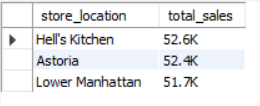 store_location total_sales
Hell's Kitchen 52.6K
Astoria 52.4K
Lower Manhattan 51.7K